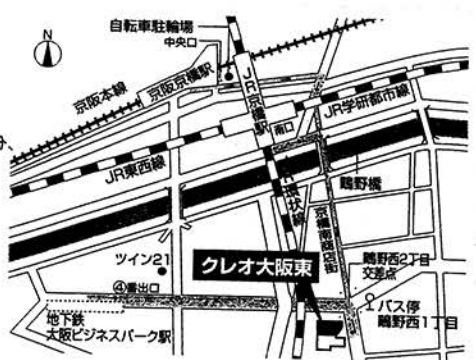 自転車駐輪場
中央口
N
京阪本線
京阪京橋駅
JR京橋駅
JR学研都市線
南口
JR東西線
環状線
鴫野橋
京橋南商店街
ツイン21
クレオ大阪東
鴫野西2丁目
交差点
④番出口
バス停
鴫野西1丁目
地下鉄
大阪ビジネスパーク駅